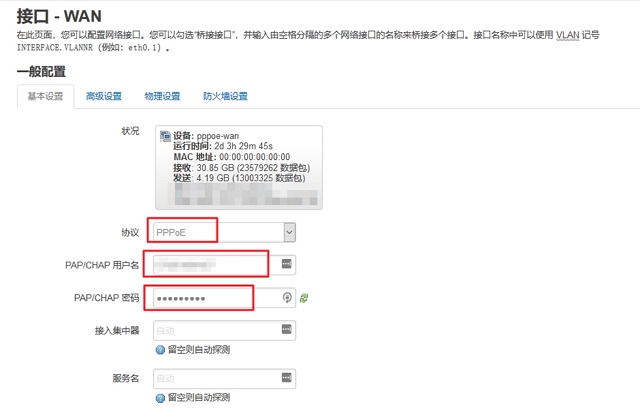 接口 - WAN
在此页面，您可以配置网络接口。您可以勾选“桥接接口”，并输入由空格分隔的多个网络接口的名称来桥接多个接口。接口名称中可以使用 VLAN 记号
INTERFACE.VLANNR（例如：eth0.1）。
一般配置
基本设置 高级设置 物理设置 防火墙设置
状况
设备: pppoe-wan
运行时间: 2d 3h 29m 45s
MAC 地址: 00:00:00:00:00:00
接收: 30.85 GB (23579262 数据包)
发送: 4.19 GB (13003325 数据包)
协议 PPPoE
PAP/CHAP 用户名
PAP/CHAP 密码
接入集中器 自动
留空则自动探测
服务名 自动
留空则自动探测